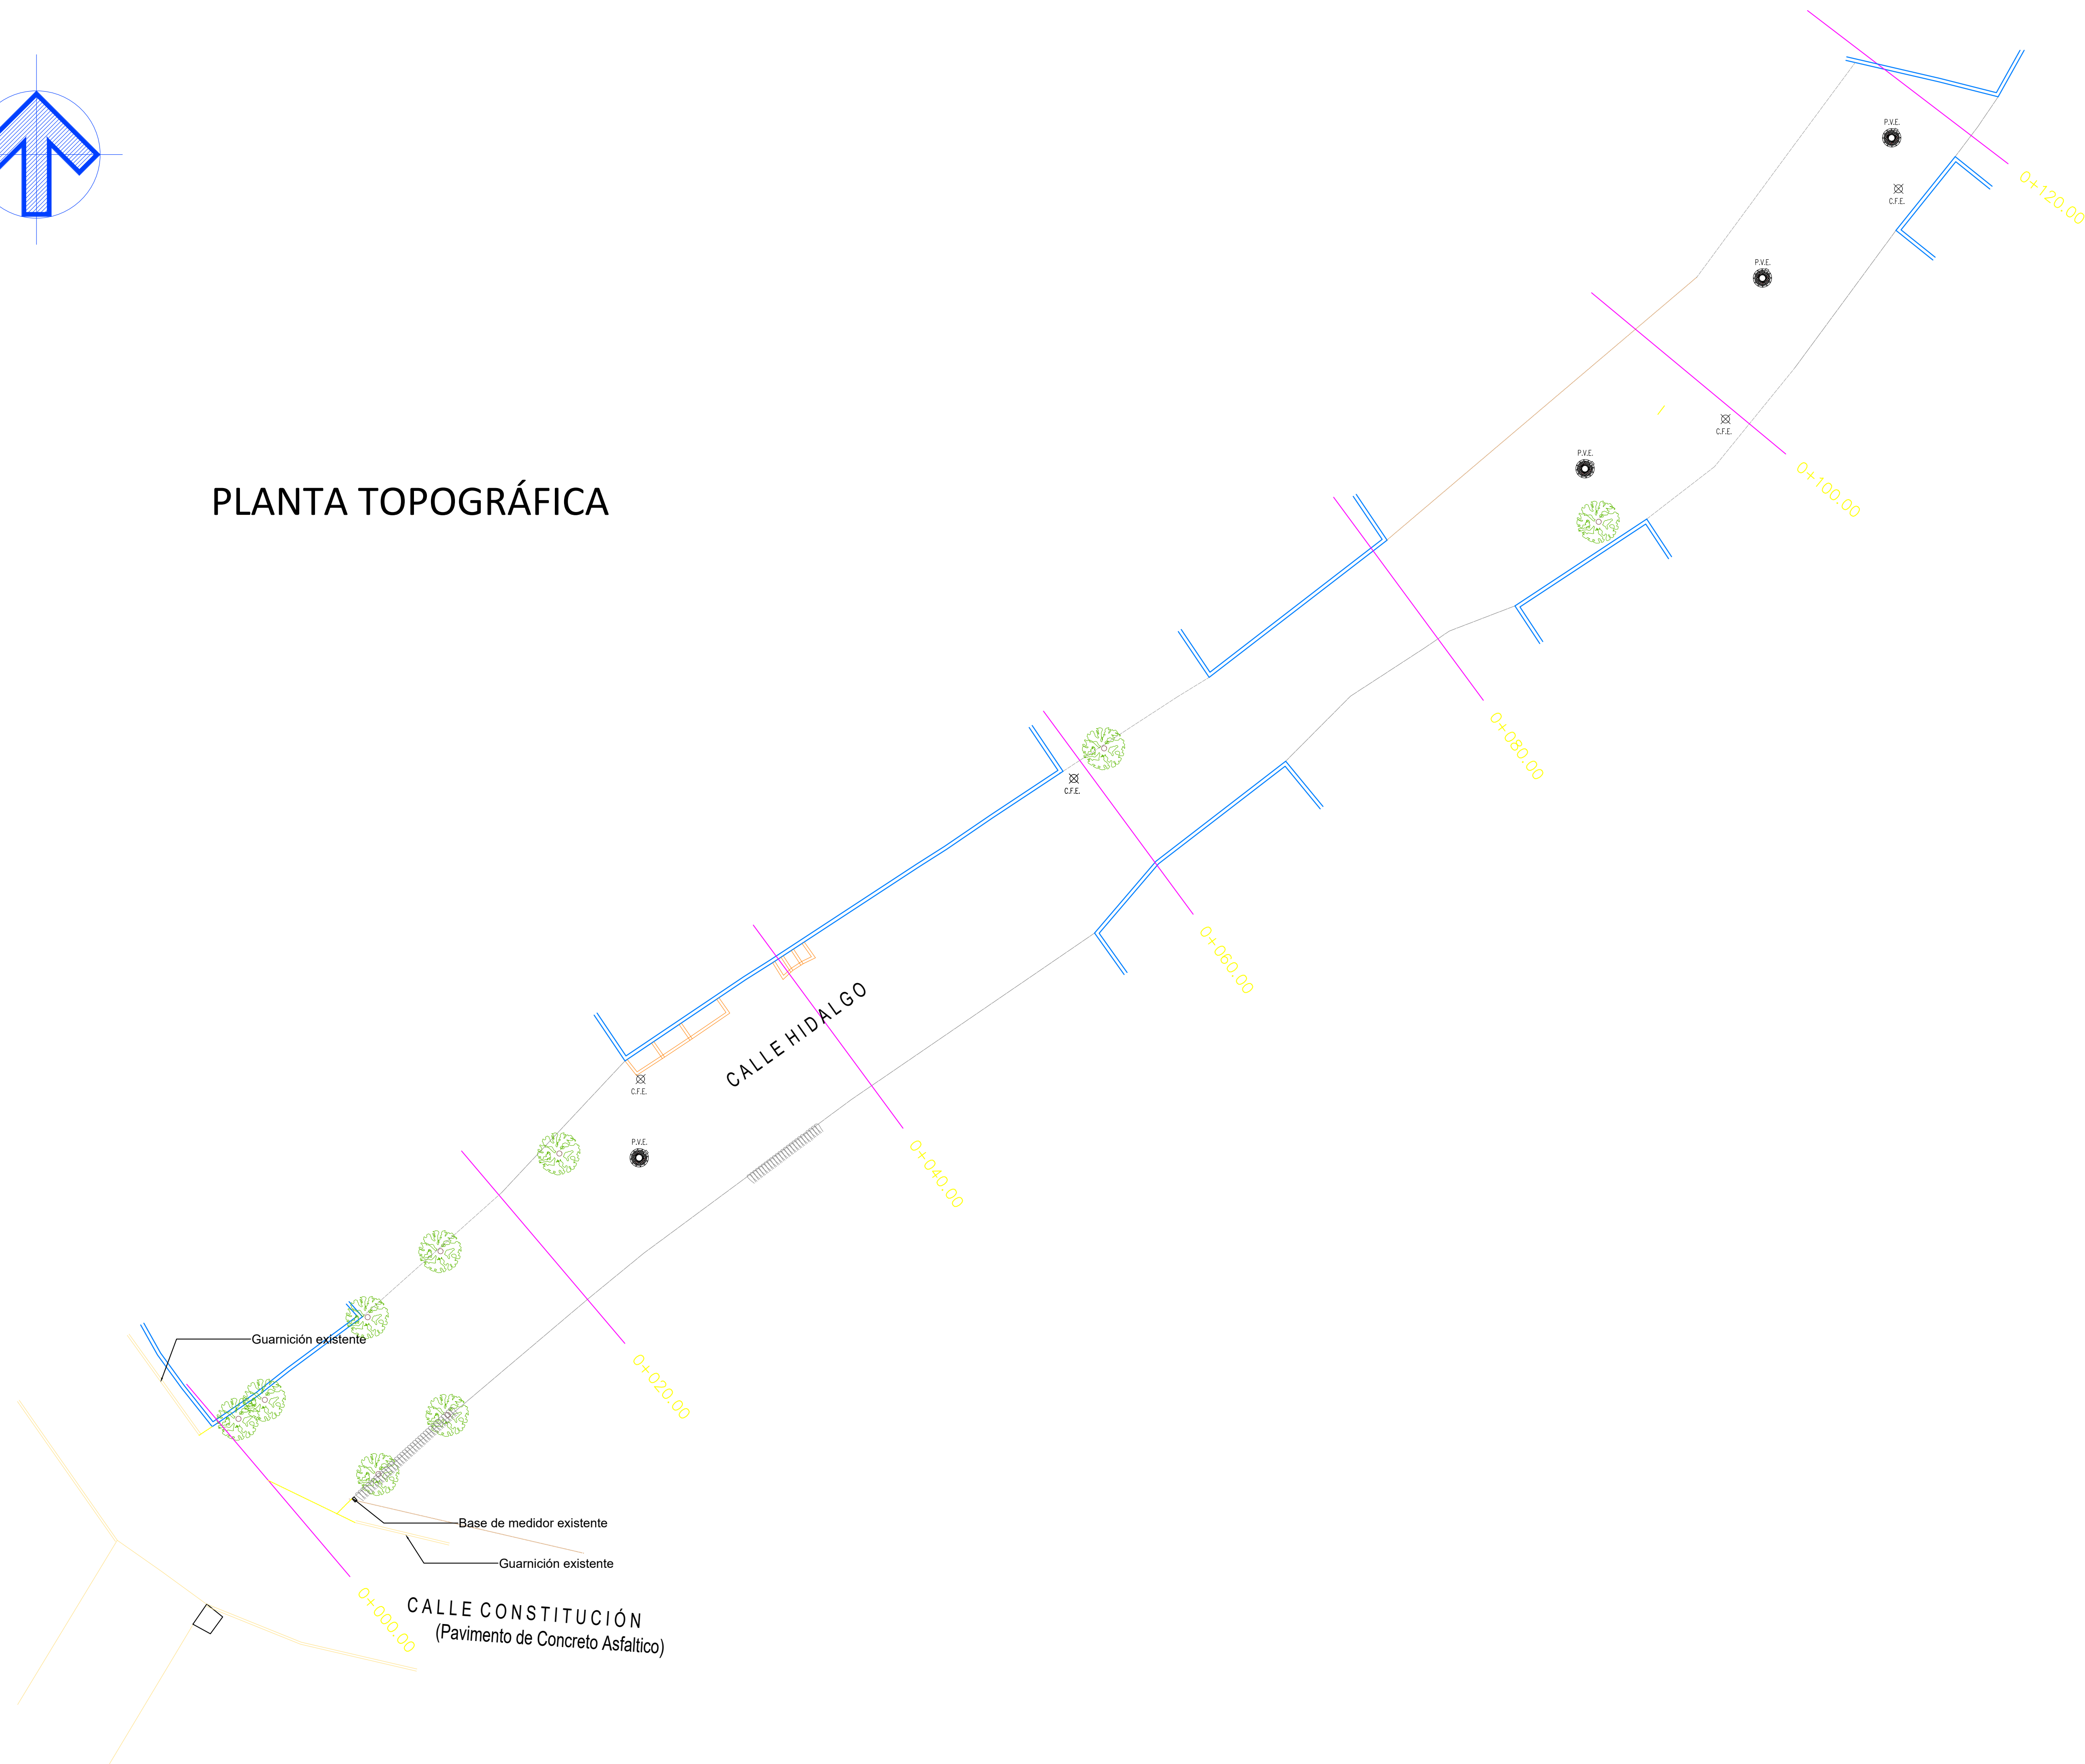 P.V.E.
C.F.E.
0+120.00
P.V.E.
C.F.E.
P.V.E.
0+100.00
PLANTA TOPOGRÁFICA
0+080.00
C.F.E.
0+060.00
CALLE HIDALGO
C.F.E.
P.V.E.
0+040.00
Guarnición existente
0+020.00
Base de medidor existente
Guarnición existente
0+000.00
CALLE CONSTITUCIÓN
(Pavimento de Concreto Asfaltico)